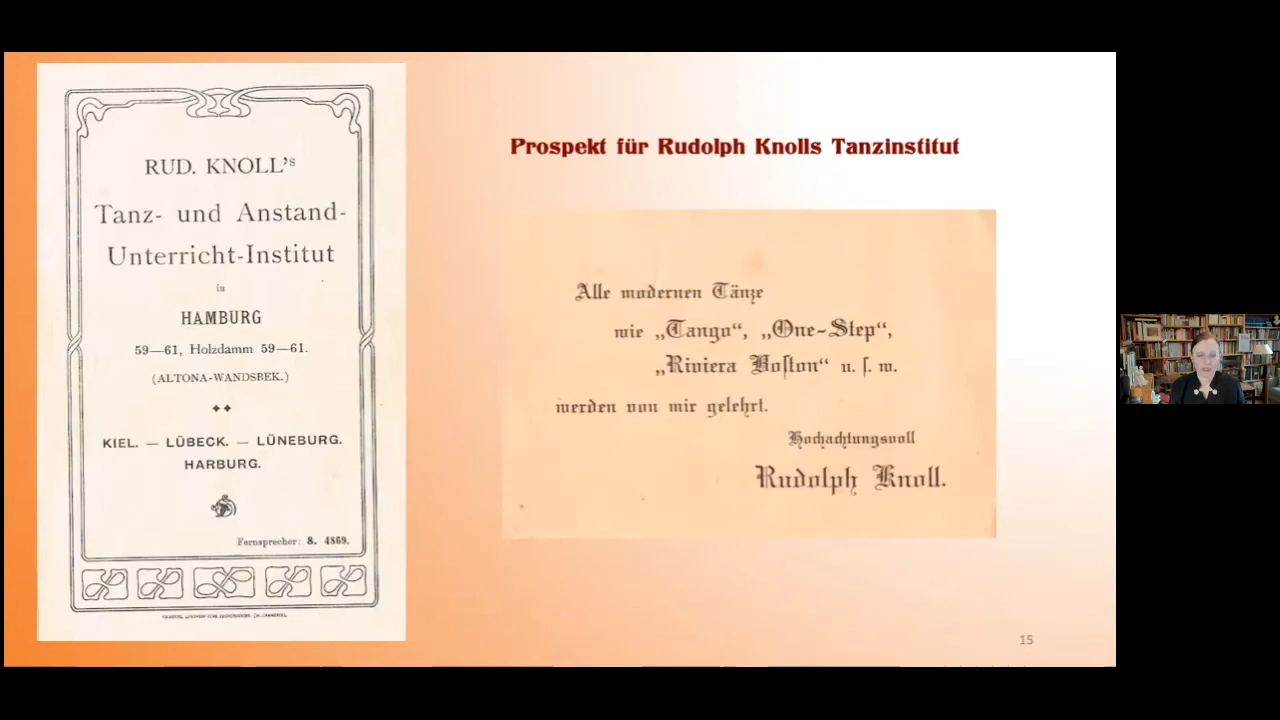 RUD. KNOLL's
Tanz- und Anstand-
Unterricht-Institut
in
HAMBURG
59—61, Holzdamm 59—61.
(ALTONA-WANDSBEK.)
KIEL. — LÜBECK. — LÜNEBURG.
HARBURG.
Fernsprecher: 8. 4869.
Prospekt für Rudolph Knolls Tanzinstitut
Alle modernen Tänze
wie „Tango“, „One-Step“,
„Riviera Boſton“ u. ſ. w.
werden von mir gelehrt.
Hochachtungsvoll
Rudolph Knoll.
15